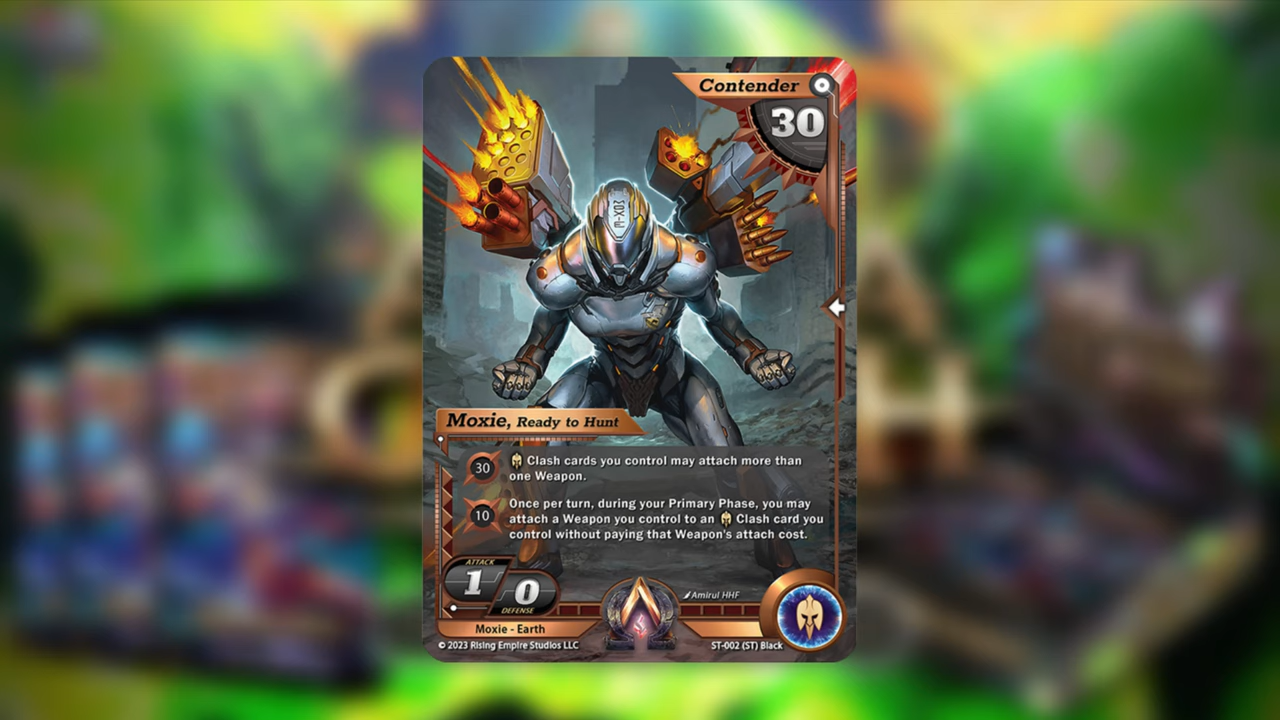 Contender
30
M-XOE
Moxie, Ready to Hunt
30
Clash cards you control may attach more than
one Weapon.
10
Once per turn, during your Primary Phase, you may
attach a Weapon you control to an Clash card you
control without paying that Weapon's attach cost.
ATTACK
1
0
DEFENSE
Amirul HHF
Moxie - Earth
© 2023 Rising Empire Studios LLC
ST-002 (ST) Black